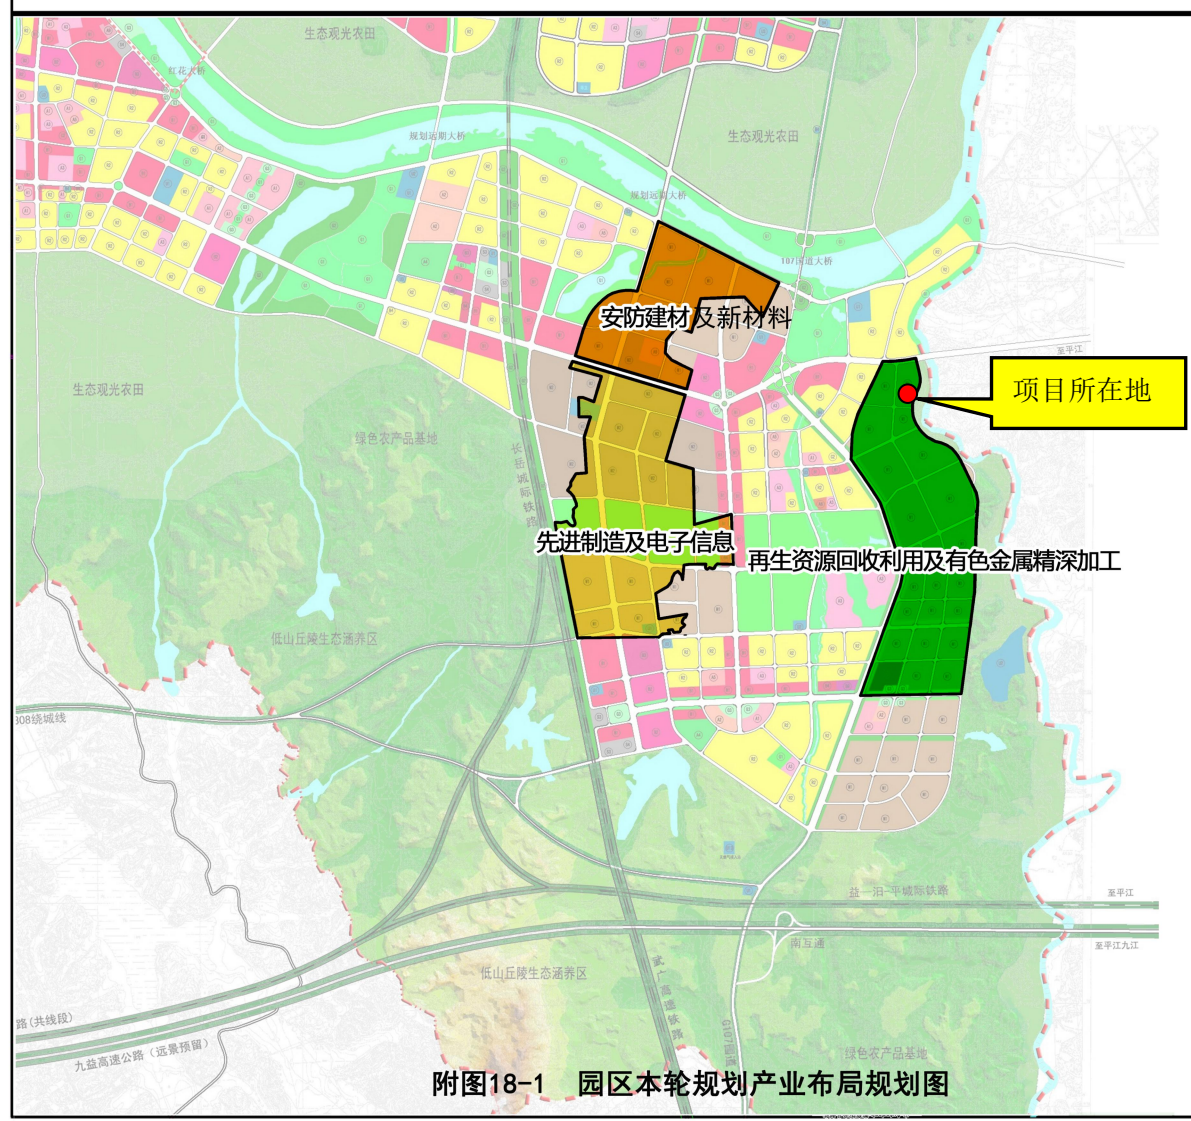 生态观光农田
红花大桥
规划远期大桥
生态观光农田
规划远期大桥
107国道大桥
安防建材及新材料
至平江
项目所在地
生态观光农田
绿色农产品基地
长岳城际铁路
先进制造及电子信息
再生资源回收利用及有色金属精深加工
低山丘陵生态涵养区
308绕城线
益—汨—平城际铁路
至平江
南互通
至平江九江
低山丘陵生态涵养区
武广高速铁路
G107国道
路(共线段)
九益高速公路（远景预留）
绿色农产品基地
附图18-1 园区本轮规划产业布局规划图